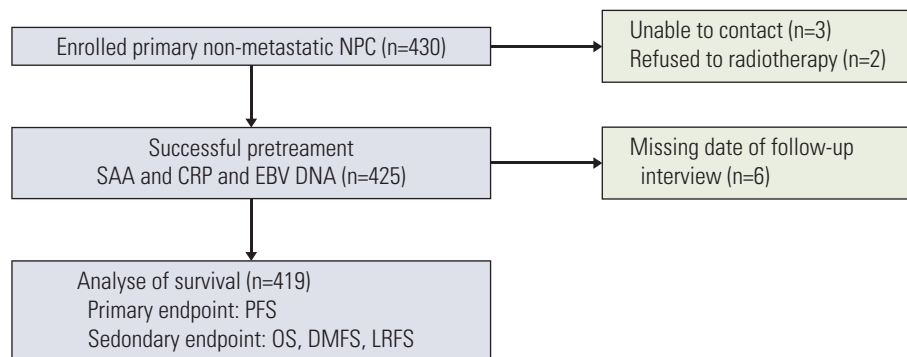 Enrolled primary non-metastatic NPC (n=430)
Unable to contact (n=3)
Refused to radiotherapy (n=2)
Successful pretreament
SAA and CRP and EBV DNA (n=425)
Missing date of follow-up
interview (n=6)
Analyse of survival (n=419)
Primary endpoint: PFS
Sedondary endpoint: OS, DMFS, LRFS